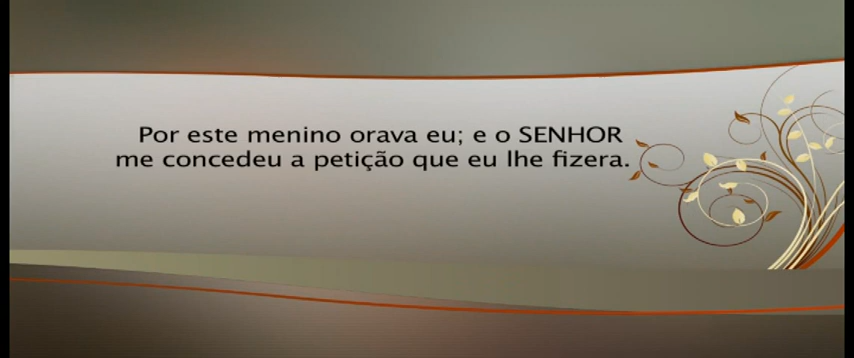 Por este menino orava eu; e o SENHOR
me concedeu a petição que eu lhe fizera.